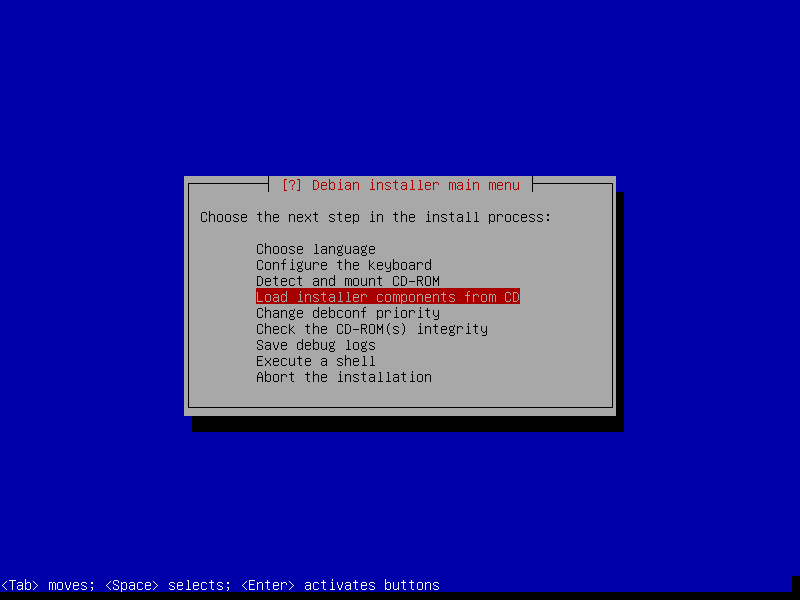 [?] Debian installer main menu
Choose the next step in the install process:
Choose language
Configure the keyboard
Detect and mount CD-ROM
Load installer components from CD
Change debconf priority
Check the CD-ROM(s) integrity
Save debug logs
Execute a shell
Abort the installation
<Tab> moves; <Space> selects; <Enter> activates buttons